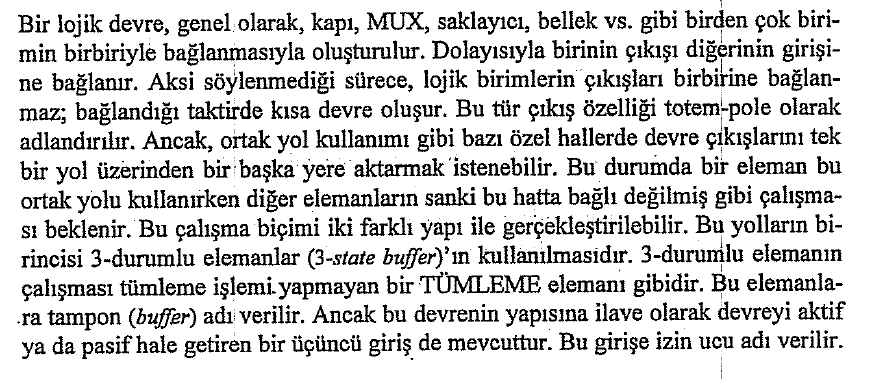 Bir lojik devre, genel olarak, kapı, MUX, saklayıcı, bellek vs. gibi birden çok biri-
min birbiriyle bağlanmasıyla oluşturulur. Dolayısıyla birinin çıkışı diğerinin girişi-
ne bağlanır. Aksi söylenmediği sürece, lojik birimlerin çıkışları birbirine bağlan-
maz; bağlandığı taktirde kısa devre oluşur. Bu tür çıkış özelliği totem-pole olarak
adlandırılır. Ancak, ortak yol kullanımı gibi bazı özel hallerde devre çıkışlarını tek
bir yol üzerinden bir başka yere aktarmak istenebilir. Bu durumda bir eleman bu
ortak yolu kullanırken diğer elemanların sanki bu hatta bağlı değilmiş gibi çalışma-
sı beklenir. Bu çalışma biçimi iki farklı yapı ile gerçekleştirilebilir. Bu yolların bi-
rincisi 3-durumlu elemanlar (3-state buffer)'ın kullanılmasıdır. 3-durumlu elemanın
çalışması tümleme işlemi yapmayan bir TÜMLEME elemanı gibidir. Bu elemanla-
ra tampon (buffer) adı verilir. Ancak bu devrenin yapısına ilave olarak devreyi aktif
ya da pasif hale getiren bir üçüncü giriş de mevcuttur. Bu girişe izin ucu adı verilir.